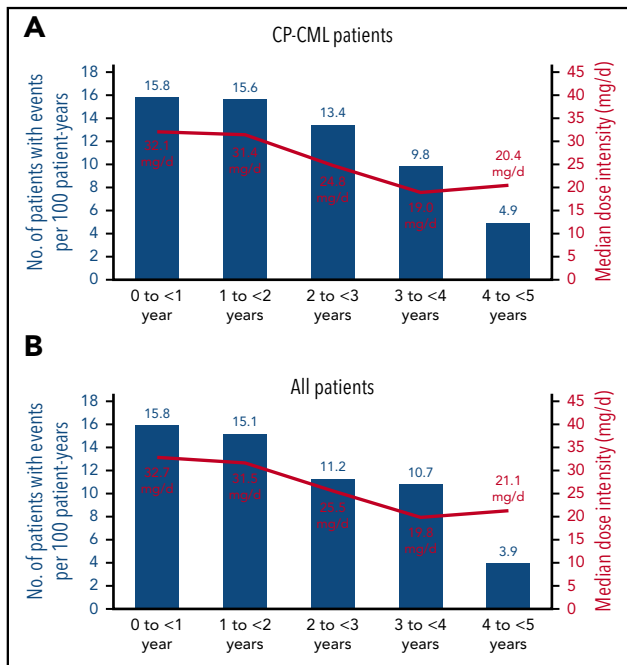 A
CP-CML patients
No. of patients with events
per 100 patient-years
18
16
14
12
10
8
6
4
2
0
15.8
15.6
13.4
9.8
4.9
32.1
mg/d
31.4
mg/d
24.8
mg/d
19.0
mg/d
20.4
mg/d
45
40
35
30
25
20
15
10
5
0
Median dose intensity (mg/d)
0 to <1
year
1 to <2
years
2 to <3
years
3 to <4
years
4 to <5
years
B
All patients
No. of patients with events
per 100 patient-years
18
16
14
12
10
8
6
4
2
0
15.8
15.1
11.2
10.7
3.9
32.7
mg/d
31.5
mg/d
25.5
mg/d
19.8
mg/d
21.1
mg/d
45
40
35
30
25
20
15
10
5
0
Median dose intensity (mg/d)
0 to <1
year
1 to <2
years
2 to <3
years
3 to <4
years
4 to <5
years